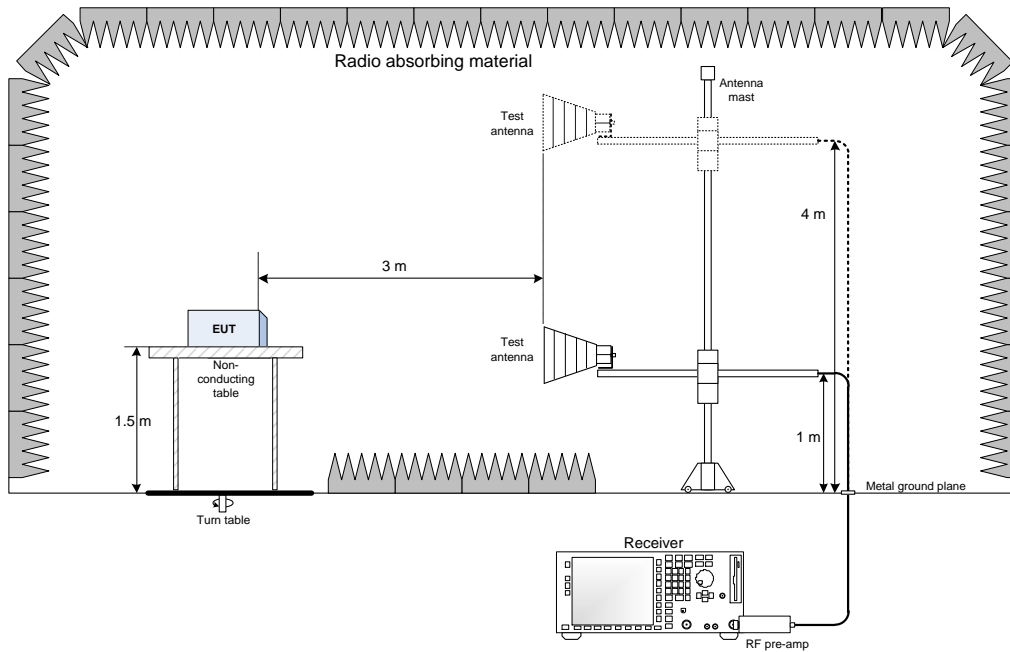 Radio absorbing material
Antenna
mast
Test
antenna
4 m
3 m
EUT
Test
antenna
Non-
conducting
table
1.5 m
1 m
Metal ground plane
Turn table
Receiver
RF pre-amp